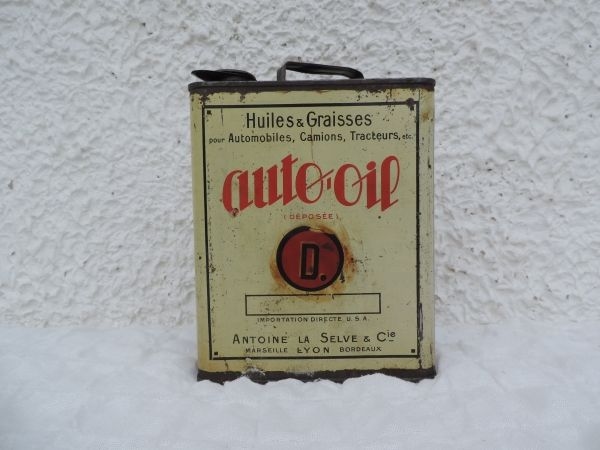 Huiles & Graisses
pour Automobiles, Camions, Tracteurs, etc.
auto-oil
(DÉPOSÉE)
D.
IMPORTATION DIRECTE U.S.A.
ANTOINE LA SELVE & Cie
MARSEILLE LYON BORDEAUX